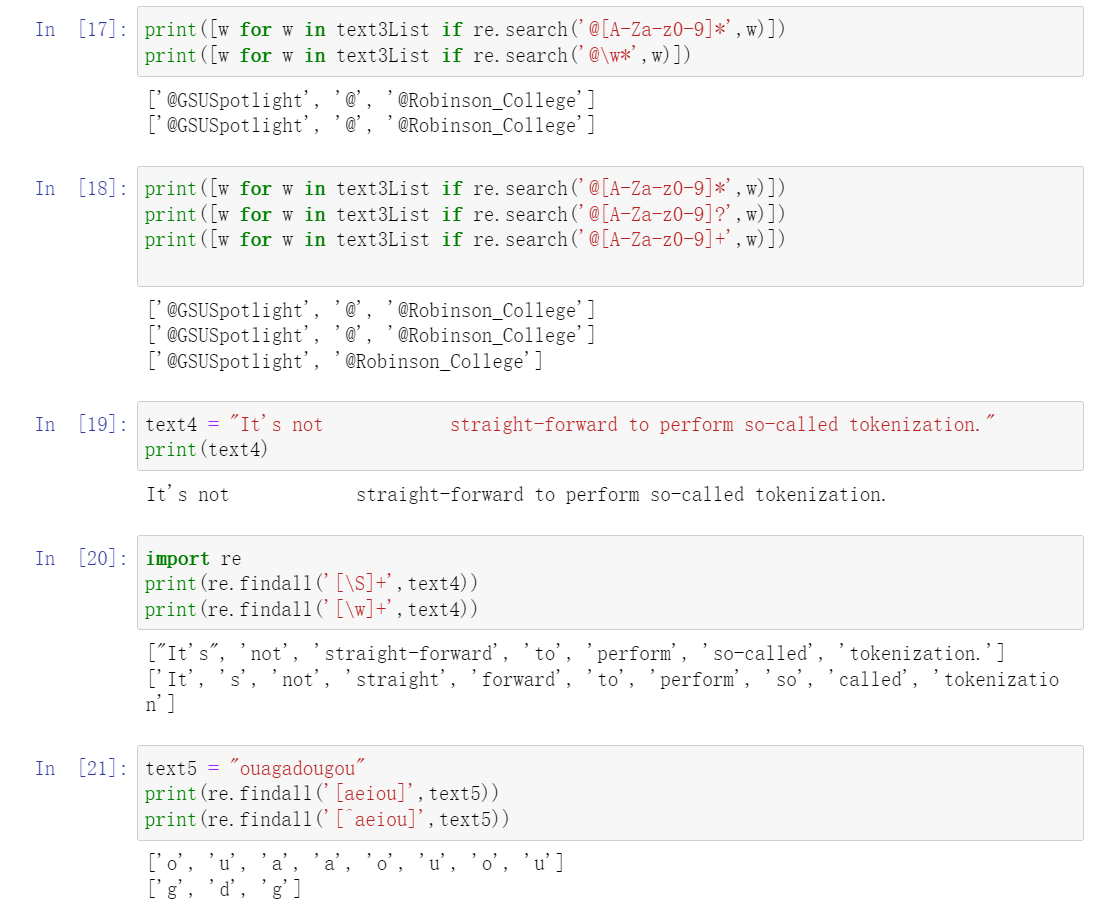 In [17]: print([w for w in text3List if re.search('@[A-Za-z0-9]*',w)])
print([w for w in text3List if re.search('@\w*',w)])
['@GSUSpotlight', '@', '@Robinson_College']
['@GSUSpotlight', '@', '@Robinson_College']
In [18]: print([w for w in text3List if re.search('@[A-Za-z0-9]*',w)])
print([w for w in text3List if re.search('@[A-Za-z0-9]?',w)])
print([w for w in text3List if re.search('@[A-Za-z0-9]+',w)])
['@GSUSpotlight', '@', '@Robinson_College']
['@GSUSpotlight', '@', '@Robinson_College']
['@GSUSpotlight', '@Robinson_College']
In [19]: text4 = "It's not            straight-forward to perform so-called tokenization."
print(text4)
It's not            straight-forward to perform so-called tokenization.
In [20]: import re
print(re.findall('[\S]+',text4))
print(re.findall('[\w]+',text4))
["It's", 'not', 'straight-forward', 'to', 'perform', 'so-called', 'tokenization.']
['It', 's', 'not', 'straight', 'forward', 'to', 'perform', 'so', 'called', 'tokenizatio
n']
In [21]: text5 = "ouagadougou"
print(re.findall('[aeiou]',text5))
print(re.findall('[^aeiou]',text5))
['o', 'u', 'a', 'a', 'o', 'u', 'o', 'u']
['g', 'd', 'g']